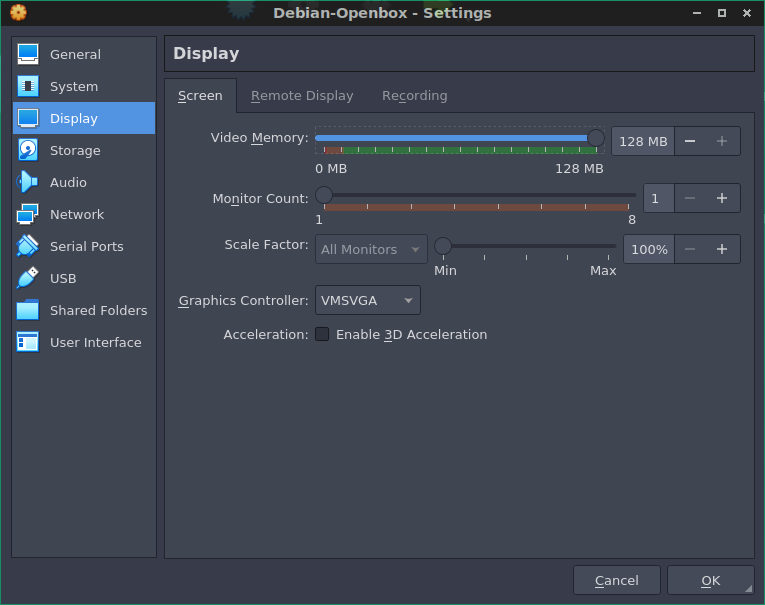 Debian-Openbox - Settings
General
System
Display
Storage
Audio
Network
Serial Ports
USB
Shared Folders
User Interface
Display
Screen Remote Display Recording
Video Memory: 128 MB
0 MB 128 MB
Monitor Count: 1
1 8
Scale Factor: All Monitors 100%
Min Max
Graphics Controller: VMSVGA
Acceleration: Enable 3D Acceleration
Cancel OK